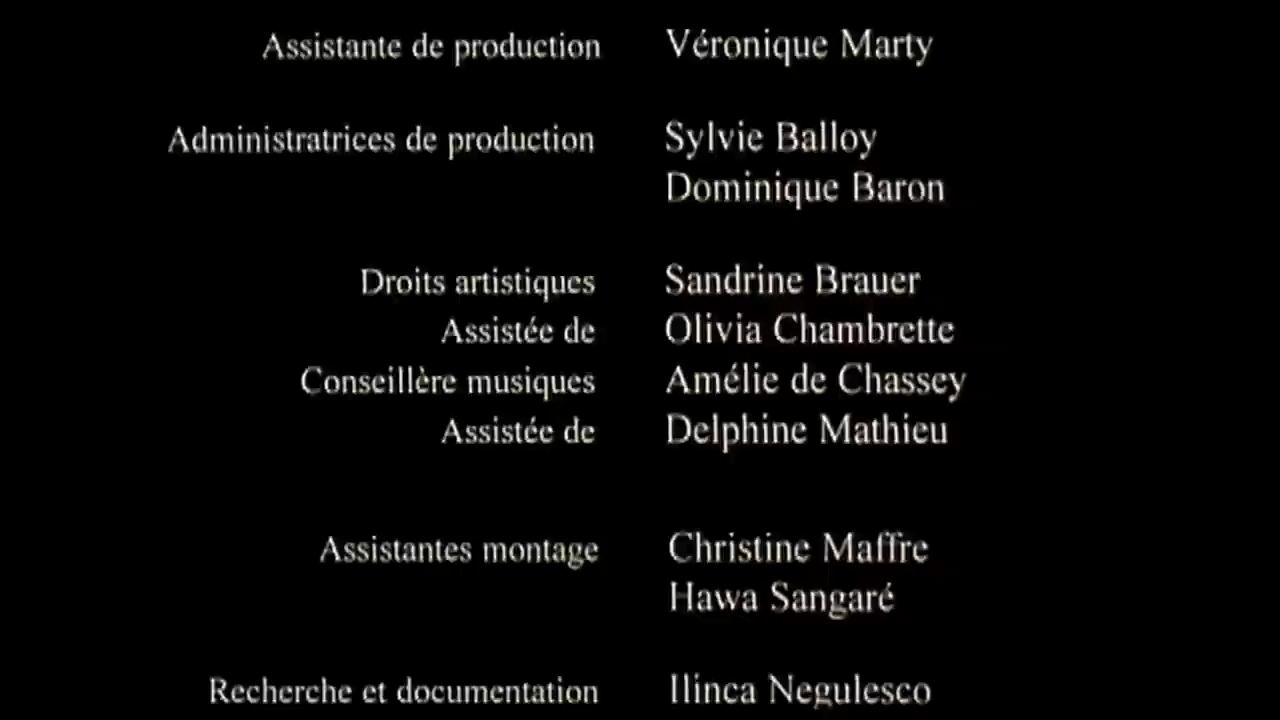 Assistante de production Véronique Marty
Administratrices de production Sylvie Balloy
Dominique Baron
Droits artistiques Sandrine Brauer
Assistée de Olivia Chambrette
Conseillère musiques Amélie de Chassey
Assistée de Delphine Mathieu
Assistantes montage Christine Maffre
Hawa Sangaré
Recherche et documentation Ilinca Negulesco